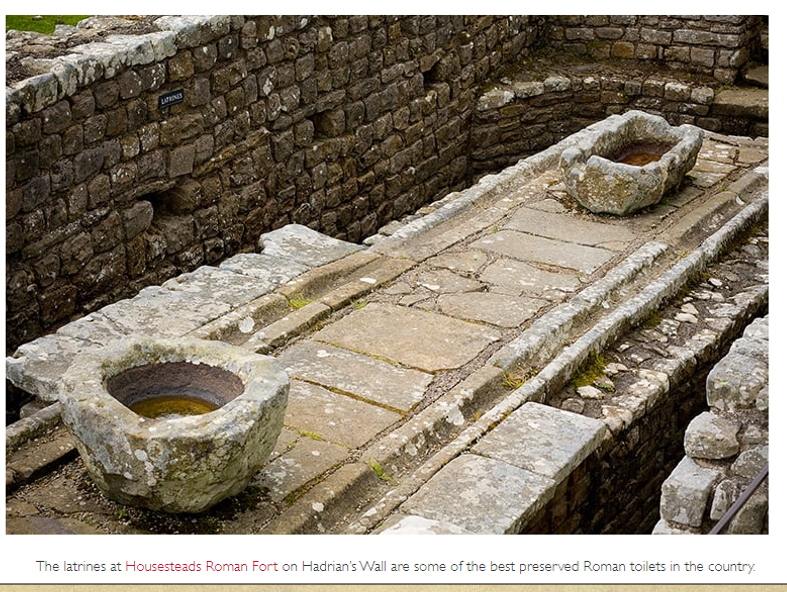 LATRINES
The latrines at Housesteads Roman Fort on Hadrian's Wall are some of the best preserved Roman toilets in the country.